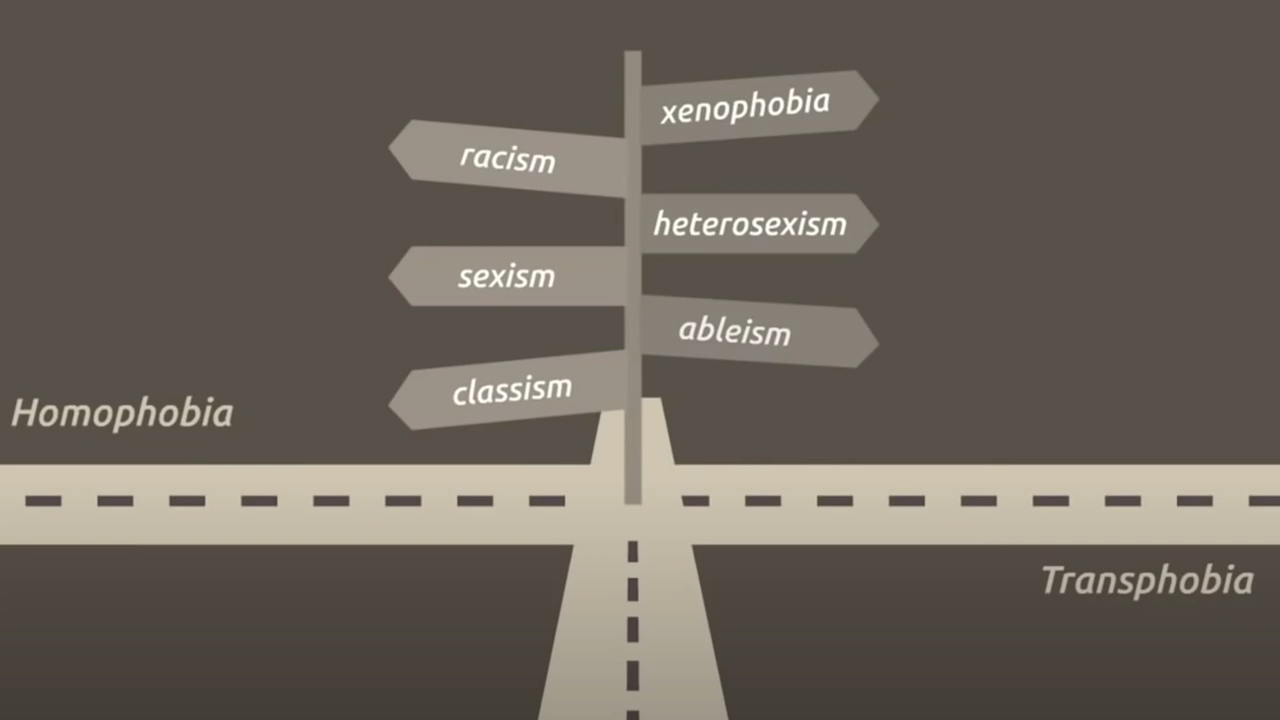 xenophobia
racism
heterosexism
sexism
ableism
classism
Homophobia
Transphobia